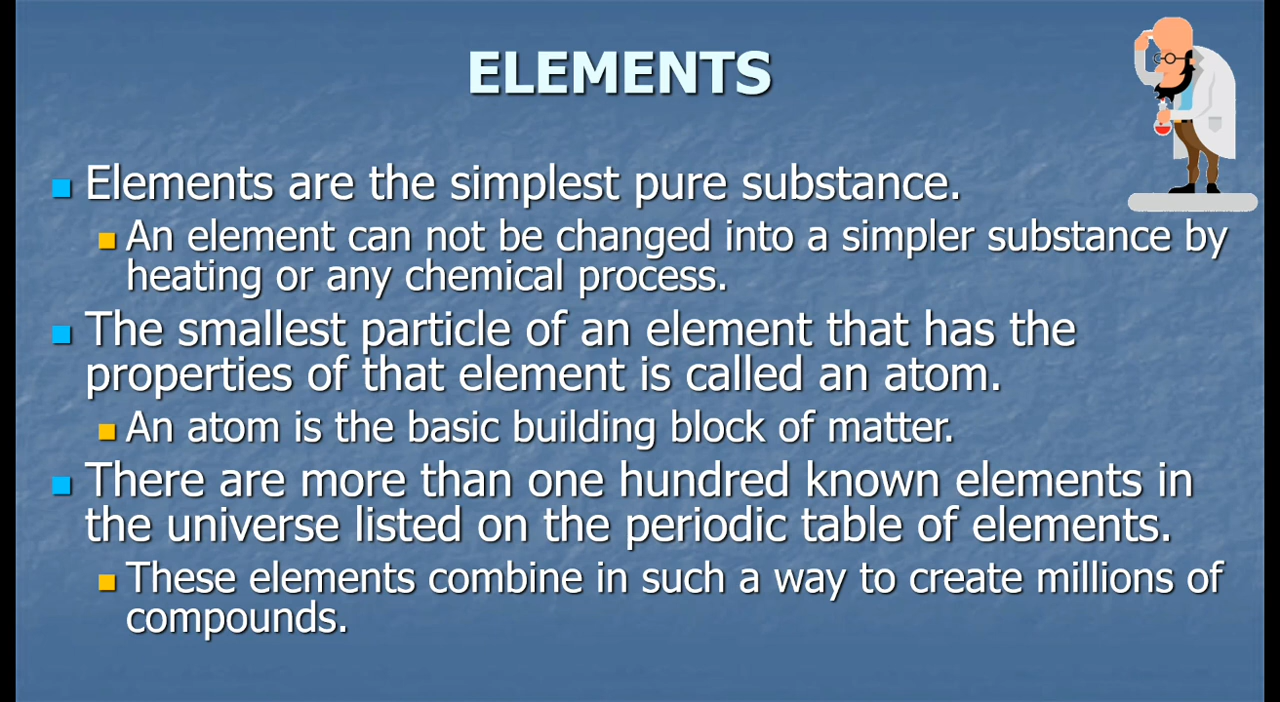 ELEMENTS
Elements are the simplest pure substance.
An element can not be changed into a simpler substance by
heating or any chemical process.
The smallest particle of an element that has the
properties of that element is called an atom.
An atom is the basic building block of matter.
There are more than one hundred known elements in
the universe listed on the periodic table of elements.
These elements combine in such a way to create millions of
compounds.